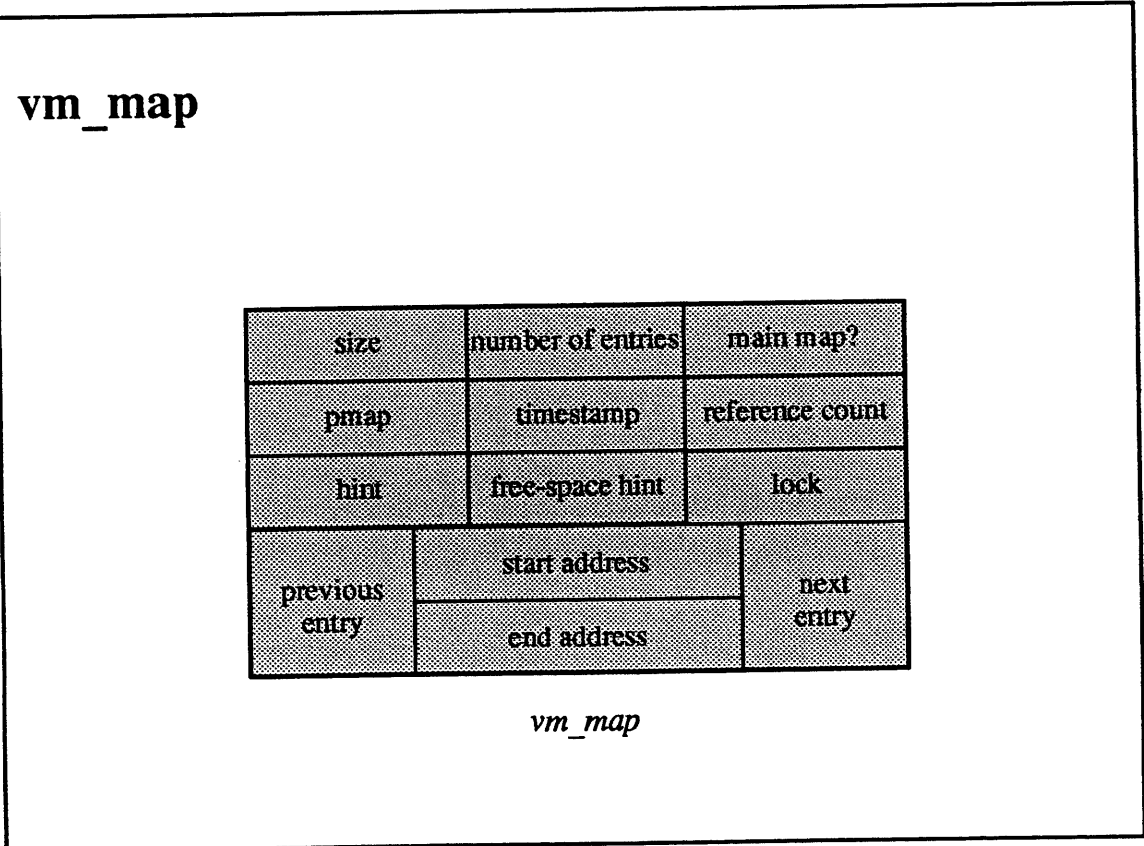 vm_map
size number of entries main map?
pmap timestamp reference count
hint free-space hint lock
start address
previous entry
next entry
end address
vm_map